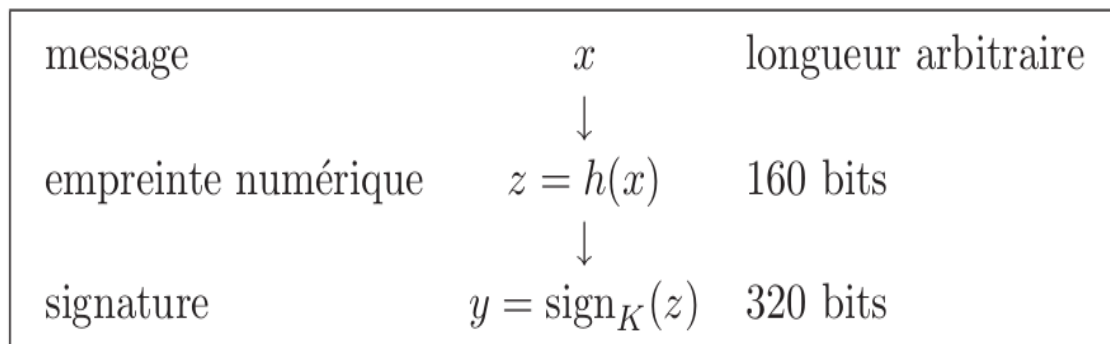 message x longueur arbitraire
↓
empreinte numérique z = h(x) 160 bits
↓
signature y = sign_K(z) 320 bits